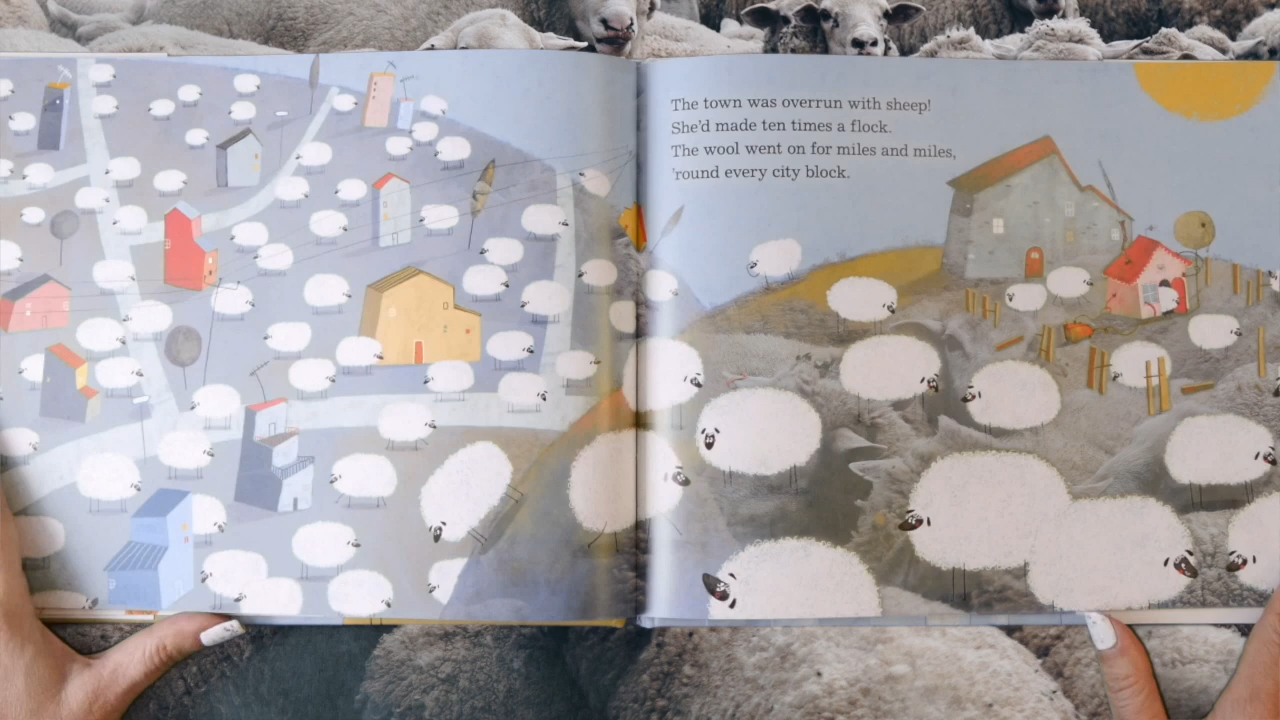 The town was overrun with sheep!
She'd made ten times a flock.
The wool went on for miles and miles,
'round every city block.